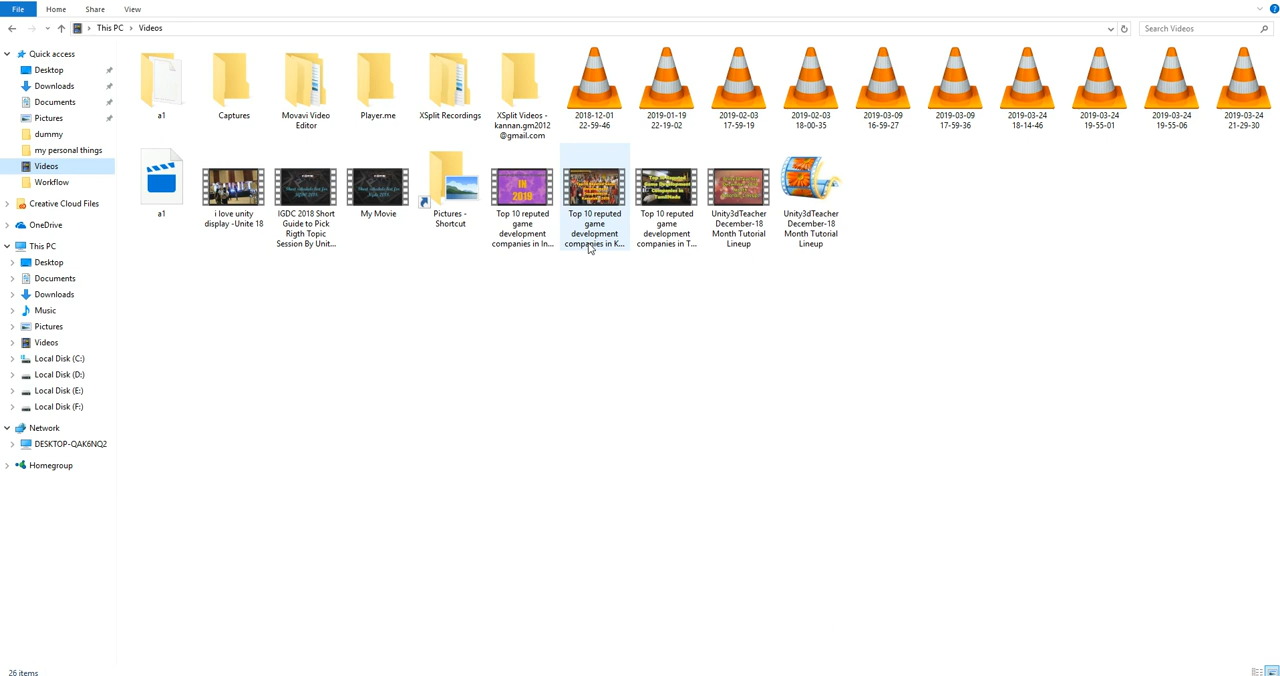 File Home Share View
This PC Videos
Search Videos
Quick access
Desktop
Downloads
Documents
Pictures
dummy
my personal things
Videos
Workflow
Creative Cloud Files
OneDrive
This PC
Desktop
Documents
Downloads
Music
Pictures
Videos
Local Disk (C:)
Local Disk (D:)
Local Disk (E:)
Local Disk (F:)
Network
DESKTOP-QAK6NQ2
Homegroup
a1
Captures
Movavi Video
Editor
Player.me
XSplit Recordings
XSplit Videos -
kannan.gm2012
@gmail.com
2018-12-01
22-59-46
2019-01-19
22-19-02
2019-02-03
17-59-19
2019-02-03
18-00-35
2019-03-09
16-59-27
2019-03-09
17-59-36
2019-03-24
18-14-46
2019-03-24
19-55-01
2019-03-24
19-55-06
2019-03-24
21-29-30
a1
i love unity
display -Unite 18
IGDC 2018 Short
Guide to Pick
Rigth Topic
Session By Unit...
My Movie
Pictures -
Shortcut
IN
2019
Top 10 reputed
game
development
companies in In...
Top 10 reputed
game
development
companies in K...
Top 10 reputed
game
development
companies in T...
Unity3dTeacher
December-18
Month Tutorial
Lineup
Unity3dTeacher
December-18
Month Tutorial
Lineup
26 items